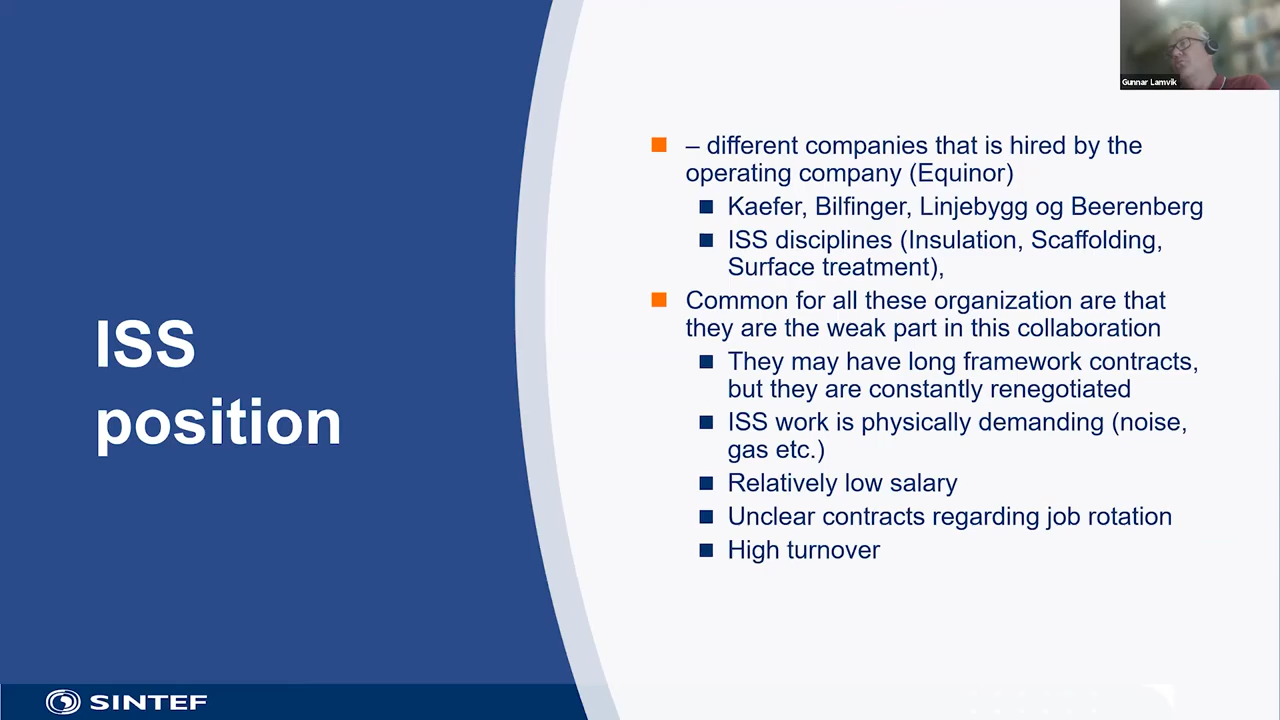 Gunnar Lamvik
ISS
position
– different companies that is hired by the
operating company (Equinor)
Kaefer, Bilfinger, Linjebygg og Beerenberg
ISS disciplines (Insulation, Scaffolding,
Surface treatment),
Common for all these organization are that
they are the weak part in this collaboration
They may have long framework contracts,
but they are constantly renegotiated
ISS work is physically demanding (noise,
gas etc.)
Relatively low salary
Unclear contracts regarding job rotation
High turnover
SINTEF